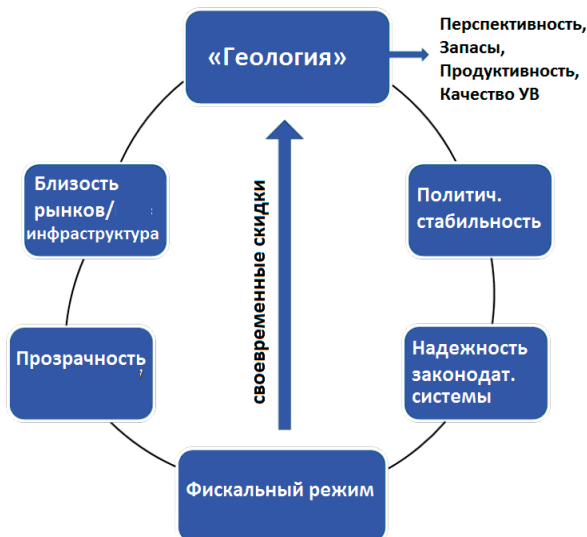 «Геология»
Перспективность,
Запасы,
Продуктивность,
Качество УВ
Близость
рынков/
инфраструктура
Политич.
стабильность
своевременные скидки
Прозрачность
Надежность
законодат.
системы
Фискальный режим